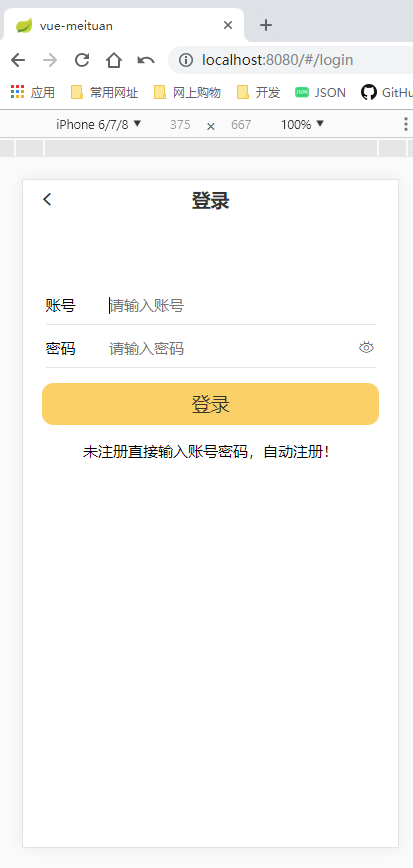 vue-meituan
localhost:8080/#/login
应用 常用网址 网上购物 开发 JSON GitHu
iPhone 6/7/8 375 667 100%
登录
账号 请输入账号
密码 请输入密码
登录
未注册直接输入账号密码，自动注册！